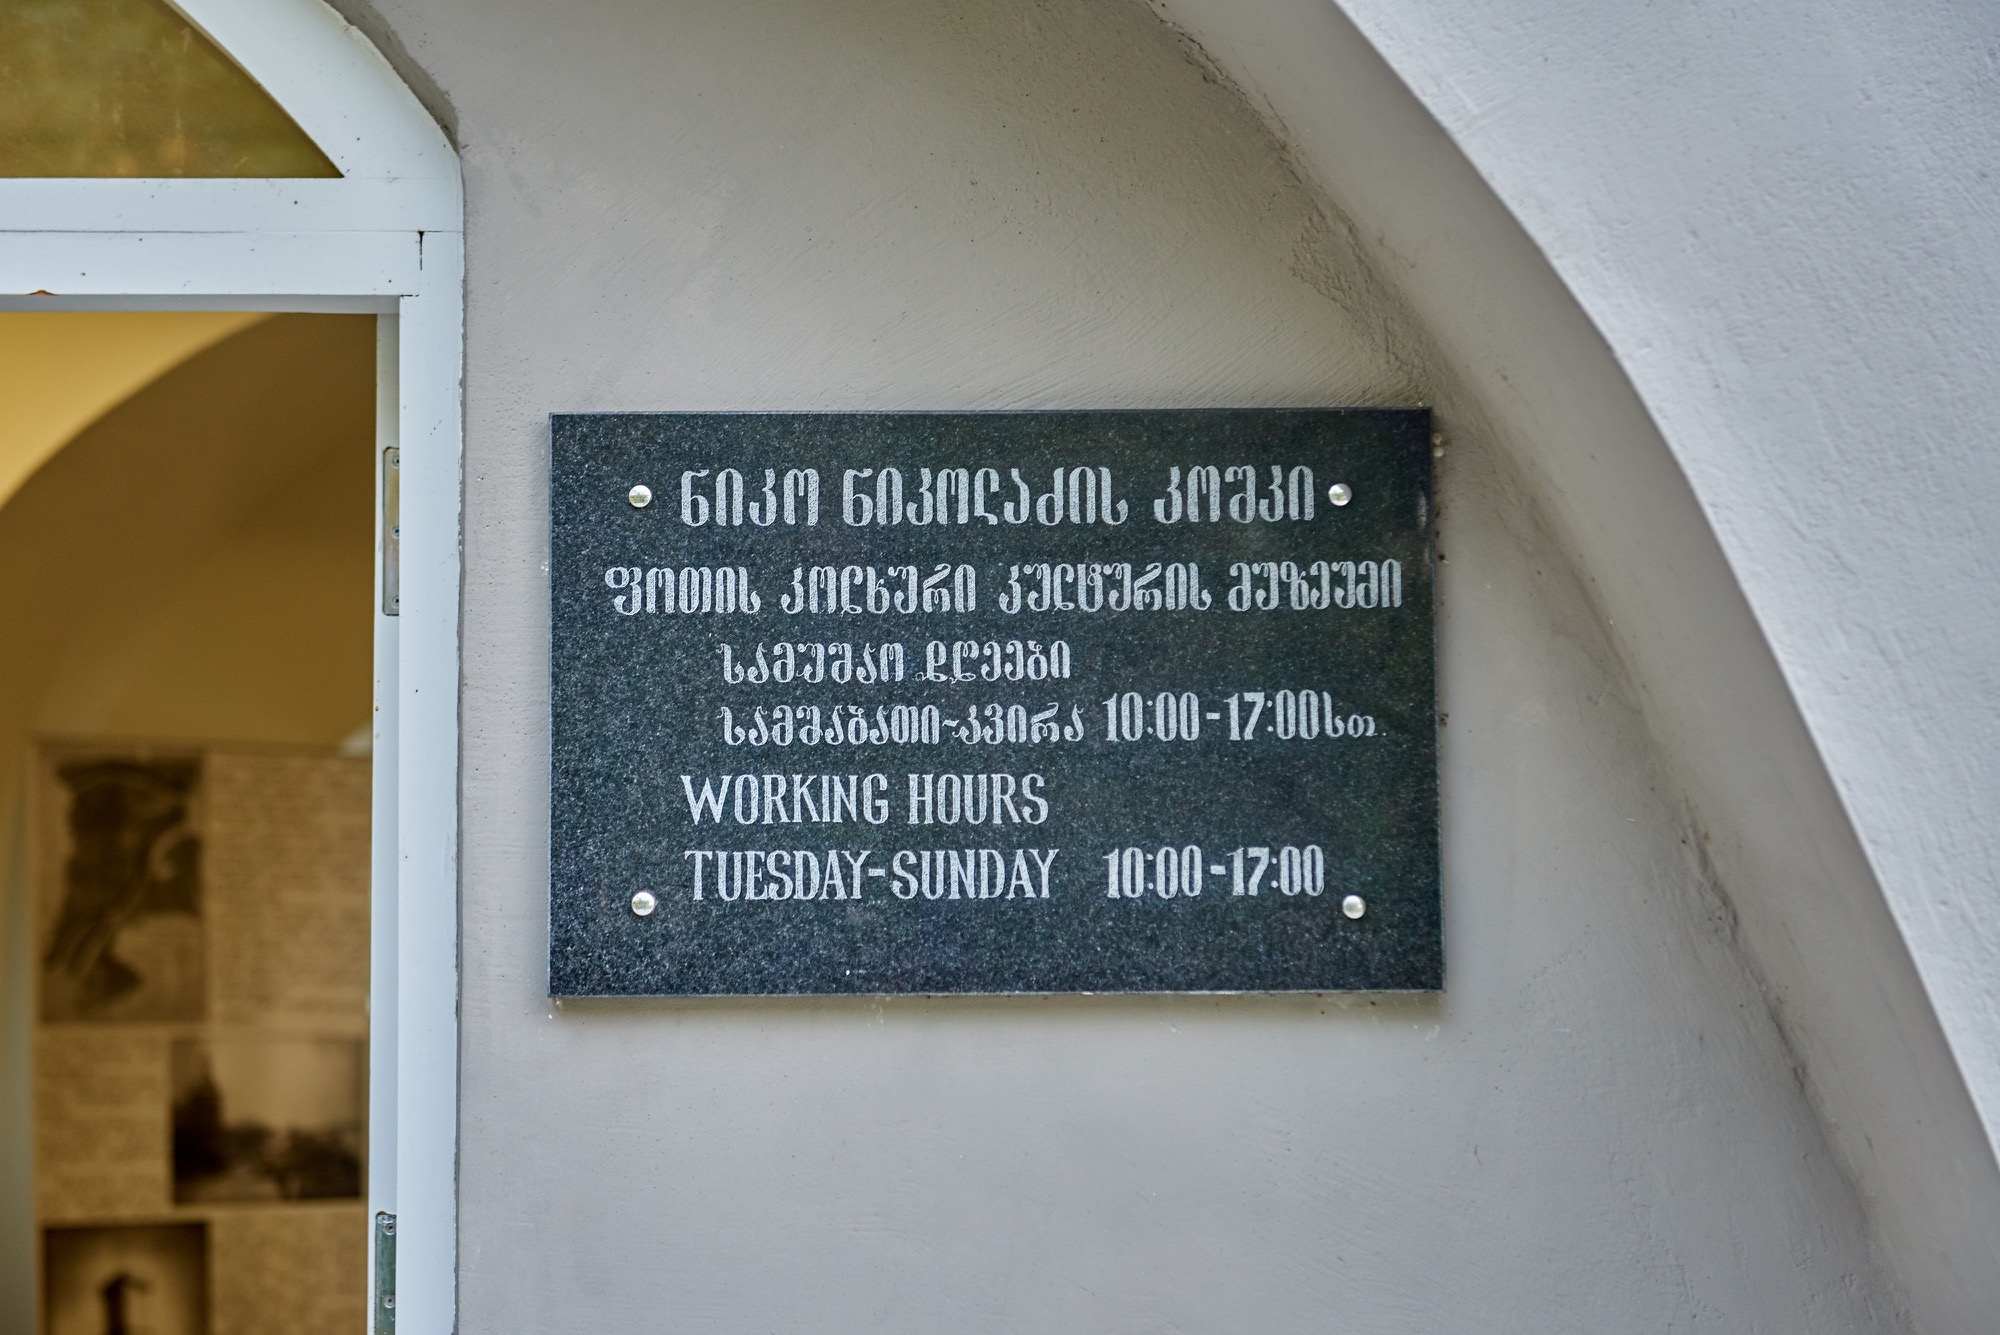 ნიკო ნიკოლაძის კოშკი
ფოთის კოლხური კულტურის მუზეუმი
სამუშაო დღეები
სამშაბათი-კვირა 10:00-17:00სთ.
WORKING HOURS
TUESDAY-SUNDAY 10:00-17:00